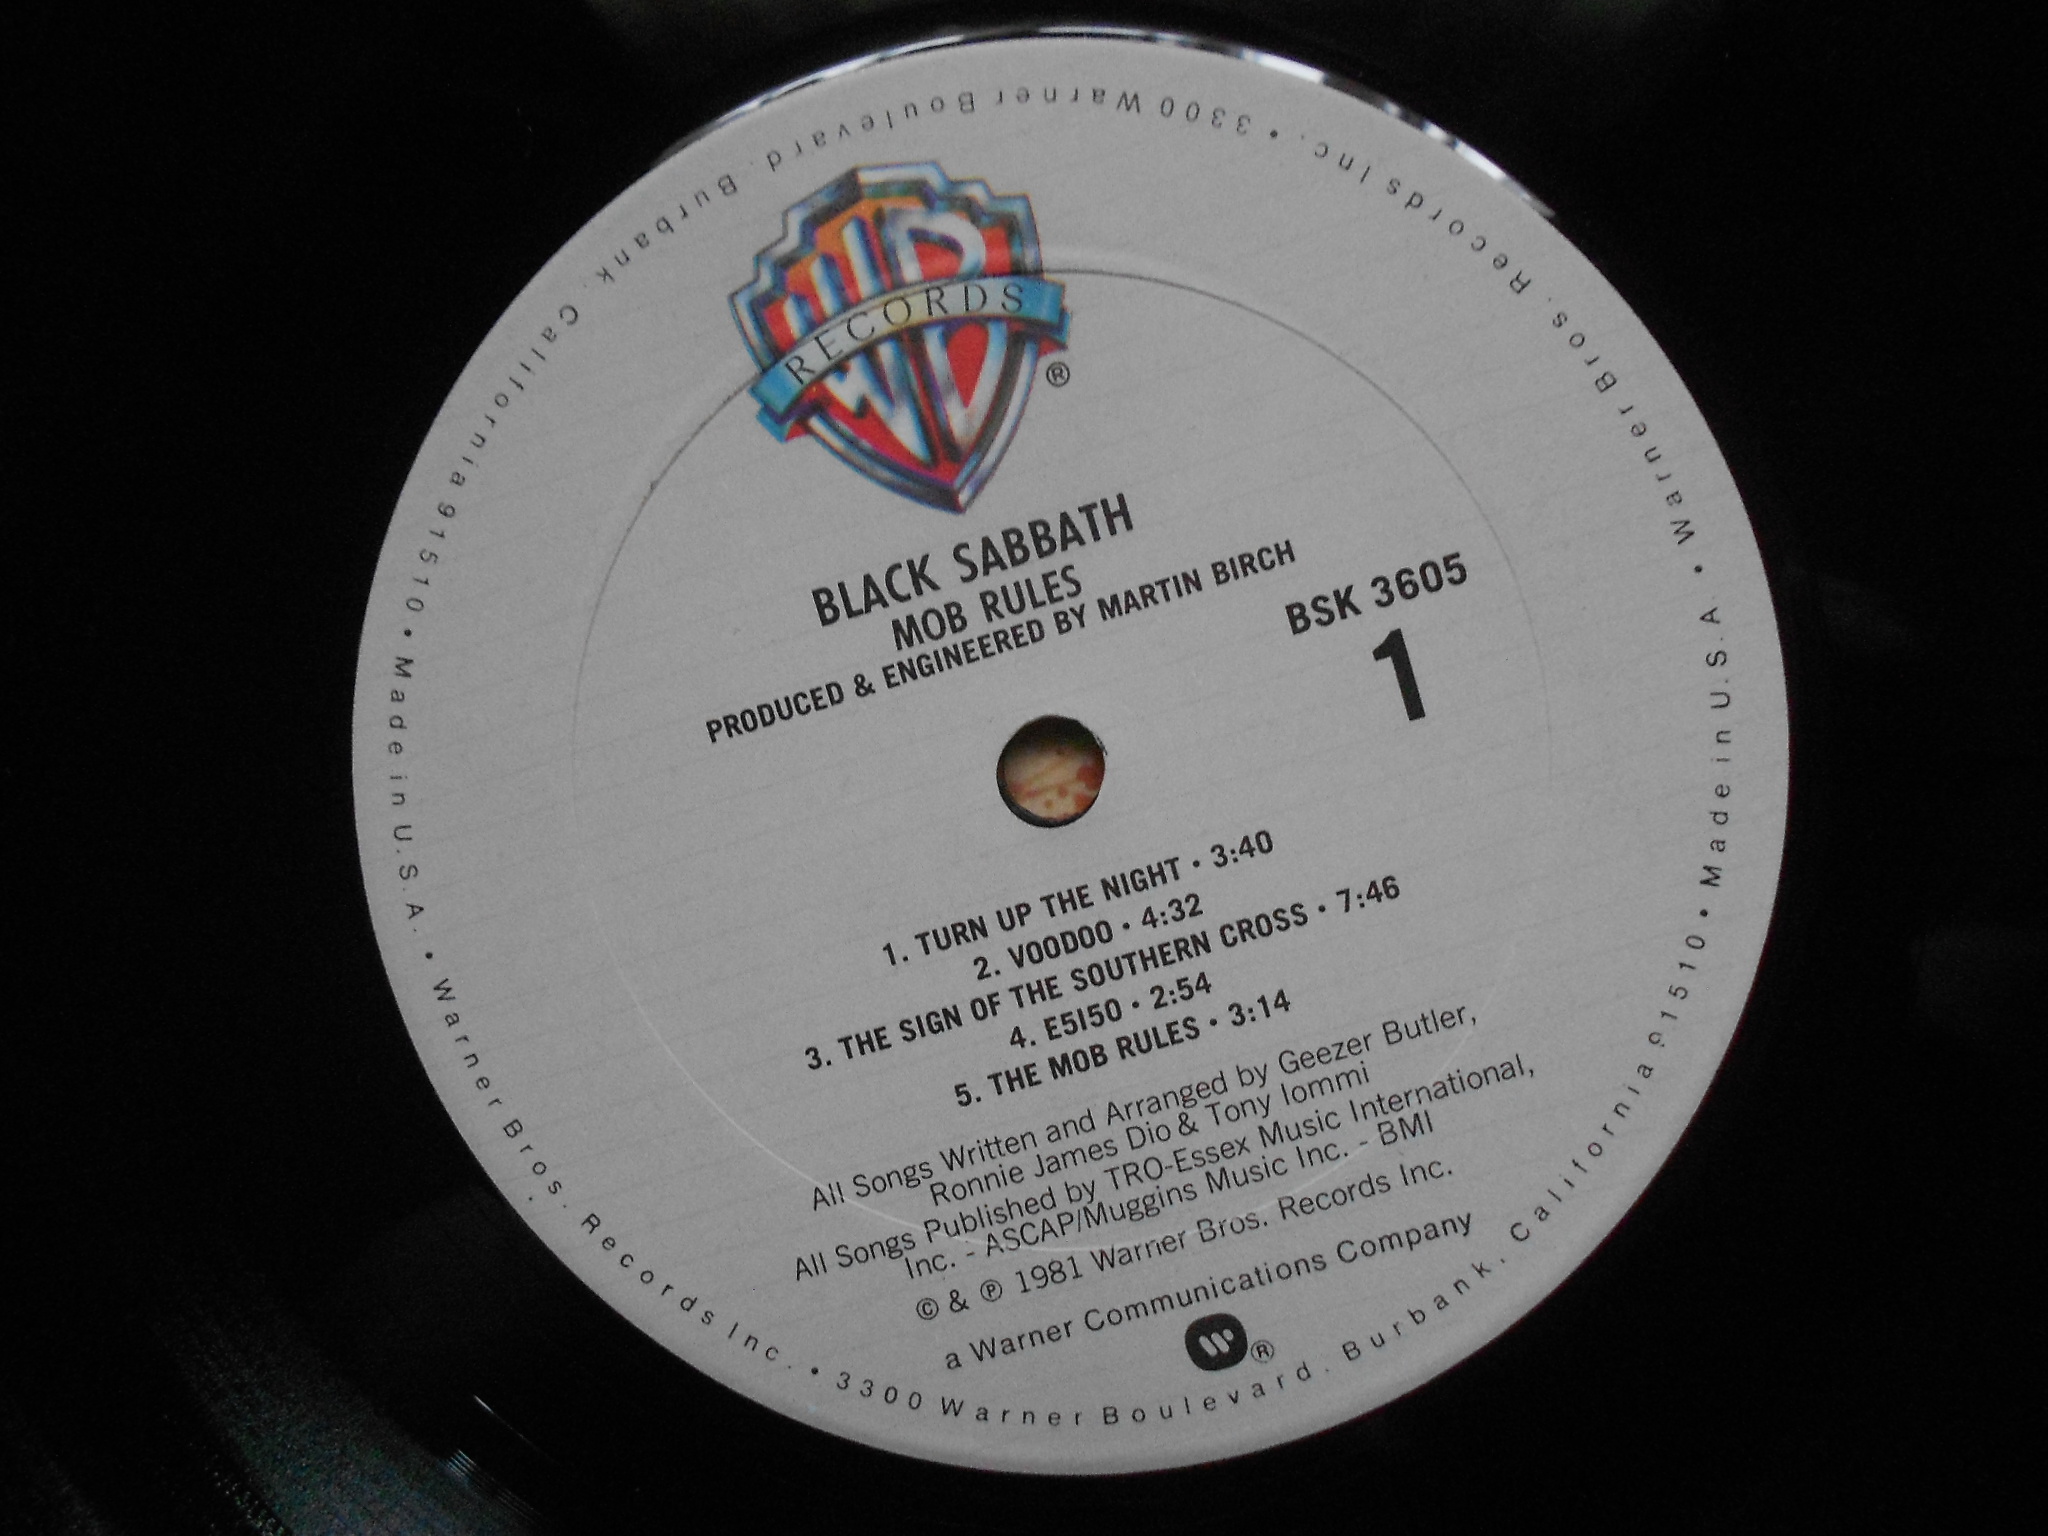 WB
RECORDS
®
BLACK SABBATH
MOB RULES
PRODUCED & ENGINEERED BY MARTIN BIRCH
BSK 3605
1
1. TURN UP THE NIGHT • 3:40
2. VOODOO • 4:32
3. THE SIGN OF THE SOUTHERN CROSS • 7:46
4. E5I50 • 2:54
5. THE MOB RULES • 3:14
All Songs Written and Arranged by Geezer Butler,
Ronnie James Dio & Tony Iommi
All Songs Published by TRO-Essex Music International,
Inc. - ASCAP/Muggins Music Inc. - BMI
© & ℗ 1981 Warner Bros. Records Inc.
a Warner Communications Company
W®
Warner Bros. Records Inc. • 3300 Warner Boulevard. Burbank. California 91510 • Made in U.S.A. • Warner Bros. Records Inc. • 3300 Warner Boulevard. Burbank. California 91510 • Made in U.S.A. •